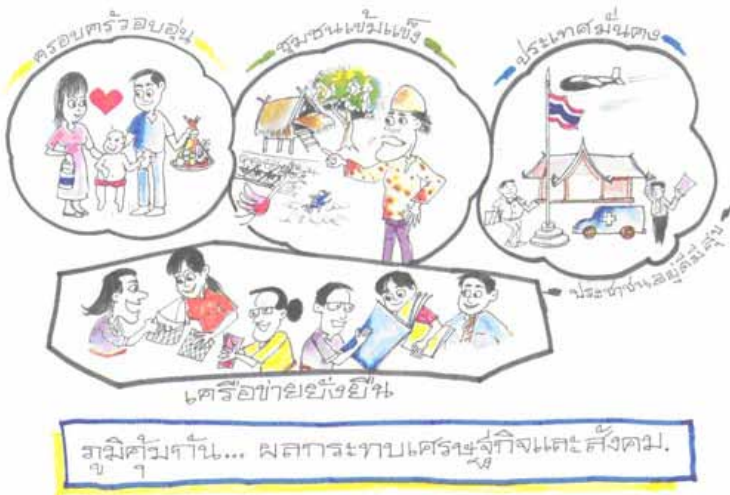 ครอบครัวอบอุ่น
ชุมชนเข้มแข็ง
ประเทศมั่นคง
ประชาชนอยู่ดีมีสุข
เครือข่ายยั่งยืน
ภูมิคุ้มกัน... ผลกระทบเศรษฐกิจและสังคม.